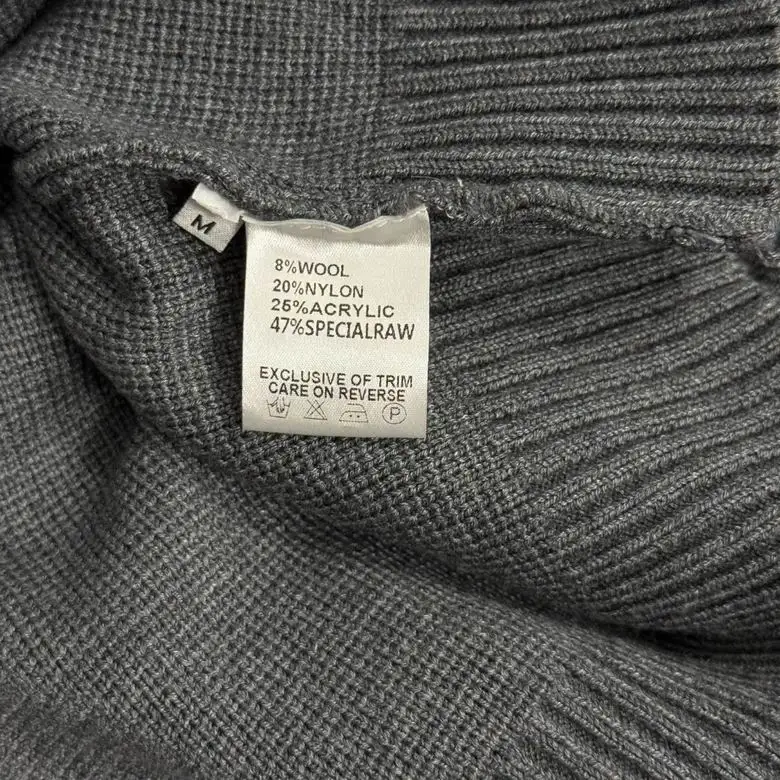 M
8%WOOL
20%NYLON
25%ACRYLIC
47%SPECIALRAW
EXCLUSIVE OF TRIM
CARE ON REVERSE
P